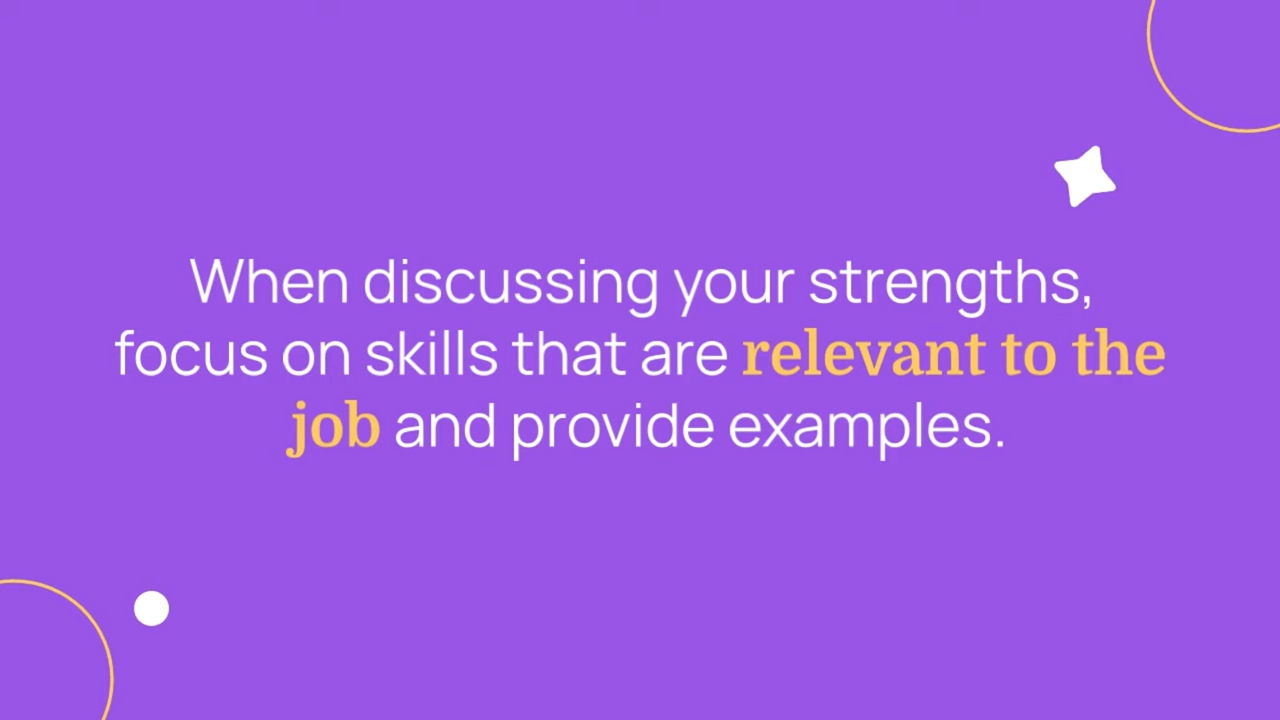 When discussing your strengths,
focus on skills that are relevant to the
job and provide examples.